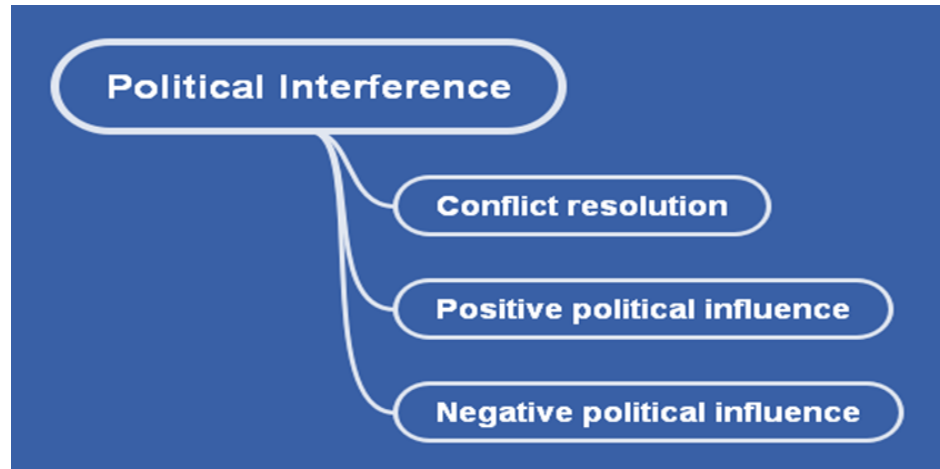 Political Interference
Conflict resolution
Positive political influence
Negative political influence